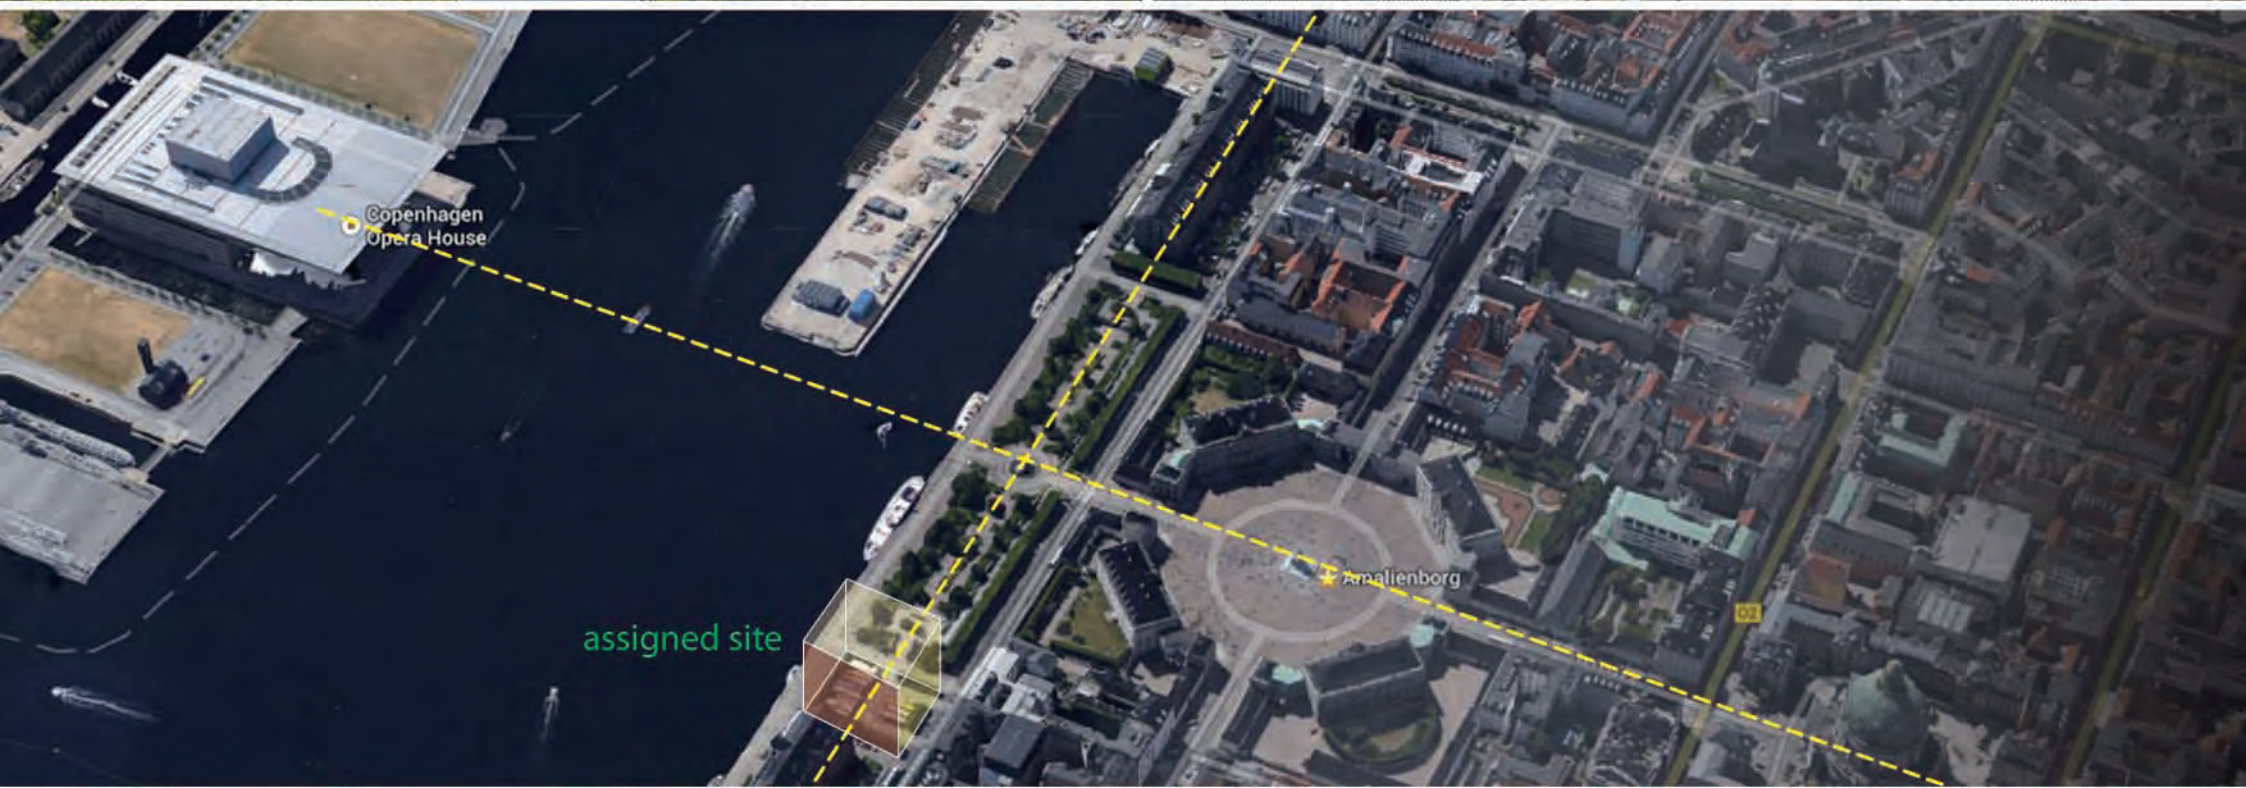 Copenhagen
Opera House
Amalienborg
O2
assigned site